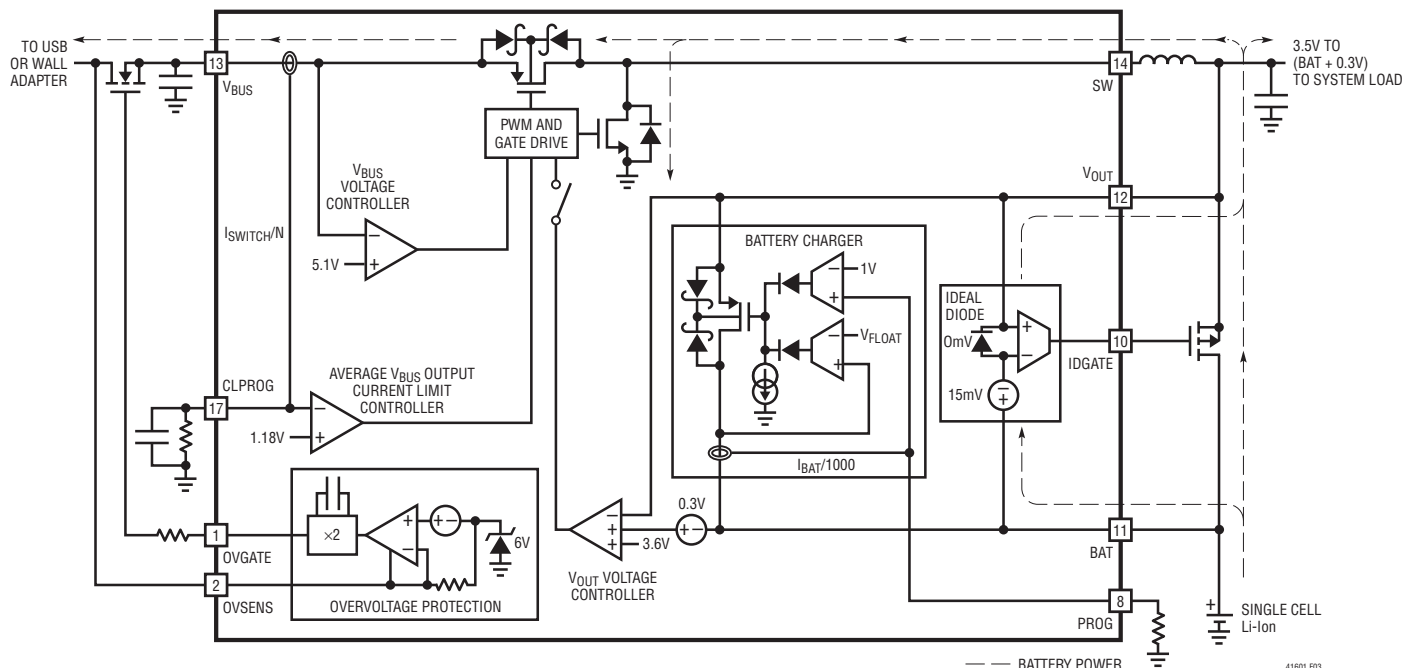 TO USB
OR WALL
ADAPTER
13
VBUS
14
SW
3.5V TO
(BAT + 0.3V)
TO SYSTEM LOAD
PWM AND
GATE DRIVE
VBUS
VOLTAGE
CONTROLLER
ISWITCH/N
5.1V
VOUT
12
BATTERY CHARGER
1V
VFLOAT
IBAT/1000
IDEAL
DIODE
0mV
15mV
10
IDGATE
CLPROG
17
AVERAGE VBUS OUTPUT
CURRENT LIMIT
CONTROLLER
1.18V
×2
6V
1
OVGATE
2
OVSENS
OVERVOLTAGE PROTECTION
0.3V
3.6V
VOUT VOLTAGE
CONTROLLER
11
BAT
8
PROG
SINGLE CELL
Li-Ion
BATTERY POWER
41601 F03